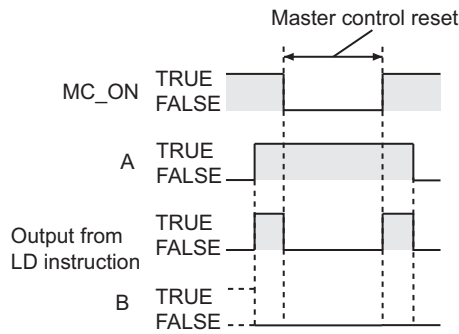 Master control reset
MC_ON
TRUE
FALSE
A
TRUE
FALSE
Output from
LD instruction
TRUE
FALSE
B
TRUE
FALSE